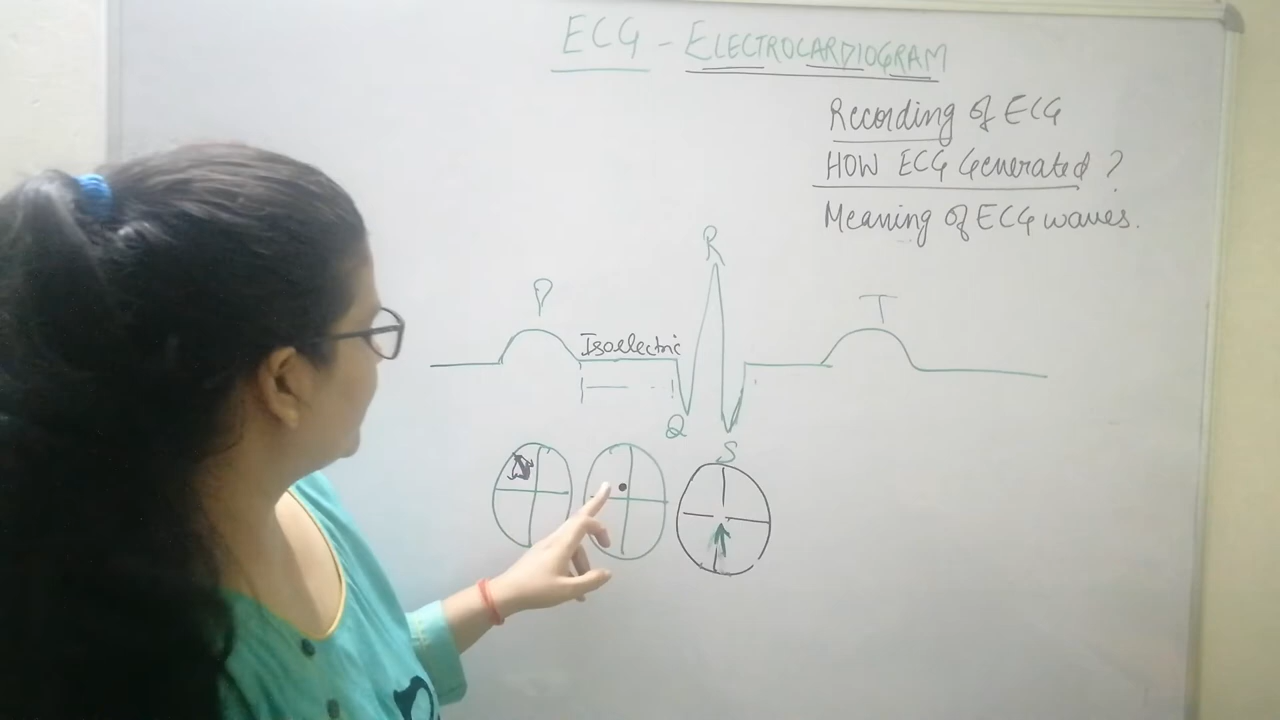 ECG - ELECTROCARDIOGRAM
Recording of ECG
HOW ECG Generated ?
Meaning of ECG waves.
R
P
T
Isoelectric
Q
S